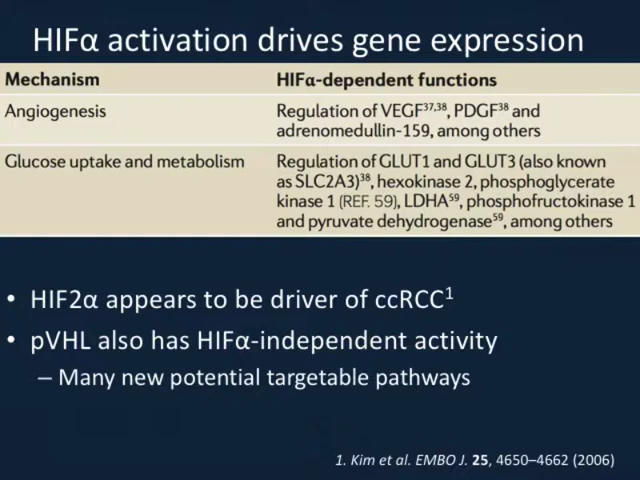 HIFα activation drives gene expression
Mechanism HIFα-dependent functions
Angiogenesis Regulation of VEGF37,38, PDGF38 and
adrenomedullin-159, among others
Glucose uptake and metabolism Regulation of GLUT1 and GLUT3 (also known
as SLC2A3)38, hexokinase 2, phosphoglycerate
kinase 1 (REF. 59), LDHA59, phosphofructokinase 1
and pyruvate dehydrogenase59, among others
• HIF2α appears to be driver of ccRCC1
• pVHL also has HIFα-independent activity
– Many new potential targetable pathways
1. Kim et al. EMBO J. 25, 4650–4662 (2006)